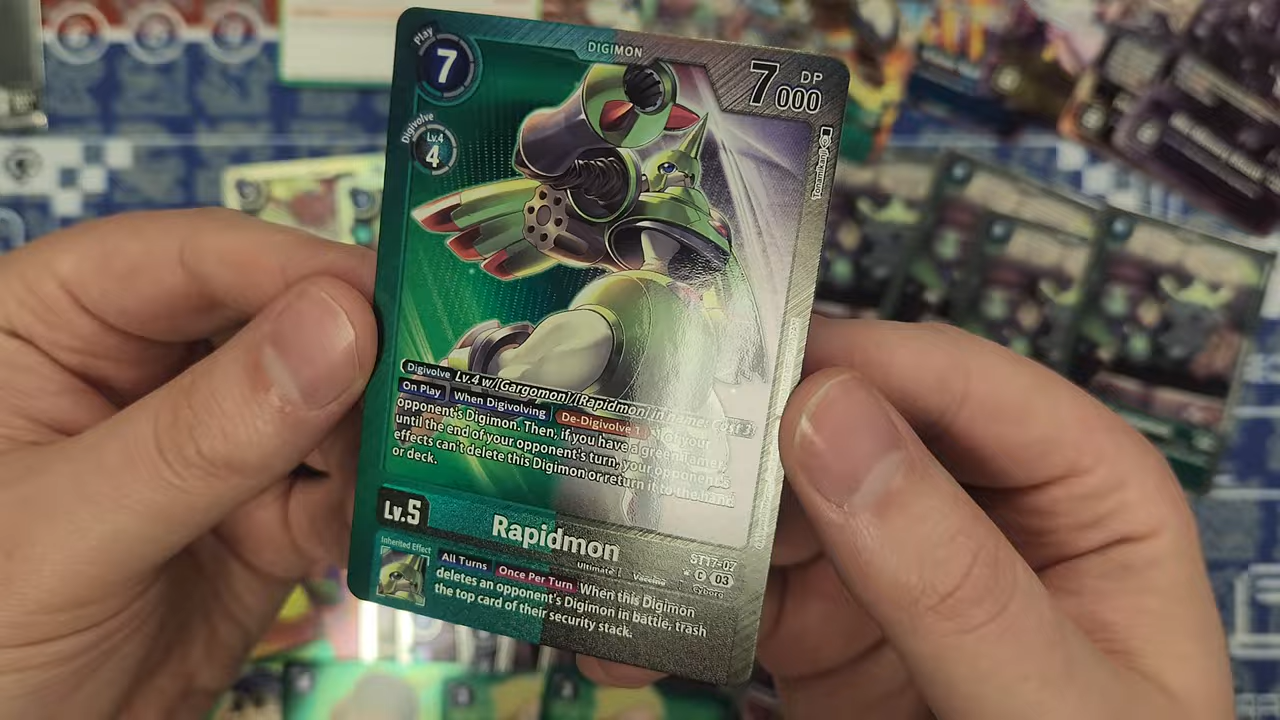 Play
7
DIGIMON
7000
DP
Digivolve
Lv.4
4
Tonamikanji
Digivolve Lv.4 w/[Gargomon]/[Rapidmon] in name: Cost 3
On Play When Digivolving De-Digivolve 1 1 of your
opponent's Digimon. Then, if you have a green Tamer,
until the end of your opponent's turn, your opponent's
effects can't delete this Digimon or return it to the hand
or deck.
Lv.5
Rapidmon
ST17-07
Ultimate
Vaccine
Cyborg
03
Inherited Effect
All Turns Once Per Turn When this Digimon
deletes an opponent's Digimon in battle, trash
the top card of their security stack.